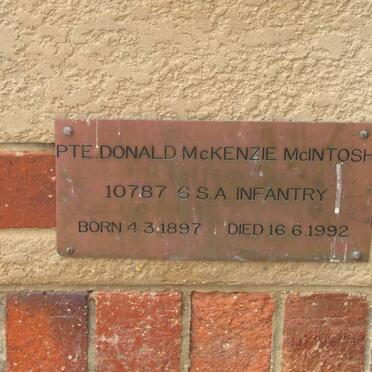 PTE. DONALD McKENZIE McINTOSH
10787 6 S.A. INFANTRY
BORN 4.3.1897 DIED 16.6.1992